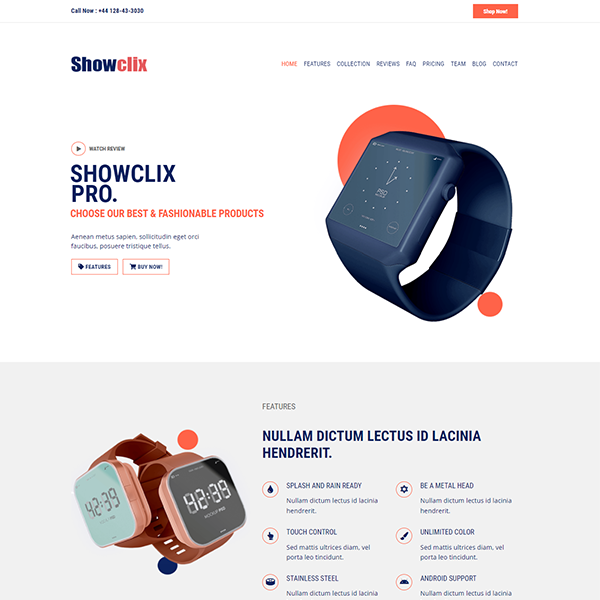 Call Now : +44 128-43-3030
Shop Now!
Showclix
HOME FEATURES COLLECTION REVIEWS FAQ PRICING TEAM BLOG CONTACT
WATCH REVIEW
SHOWCLIX
PRO.
CHOOSE OUR BEST & FASHIONABLE PRODUCTS
Aenean metus sapien, sollicitudin eget orci
faucibus, posuere tristique tellus.
FEATURES
BUY NOW!
PRO
42:39
42:39
FEATURES
NULLAM DICTUM LECTUS ID LACINIA
HENDRERIT.
SPLASH AND RAIN READY
Nullam dictum lectus id lacinia
hendrerit.
BE A METAL HEAD
Nullam dictum lectus id lacinia
hendrerit.
TOUCH CONTROL
Sed mattis ultrices diam, vel
porta leo tincidunt.
UNLIMITED COLOR
Sed mattis ultrices diam, vel
porta leo tincidunt.
STAINLESS STEEL
Nullam dictum lectus id lacinia
ANDROID SUPPORT
Nullam dictum lectus id lacinia